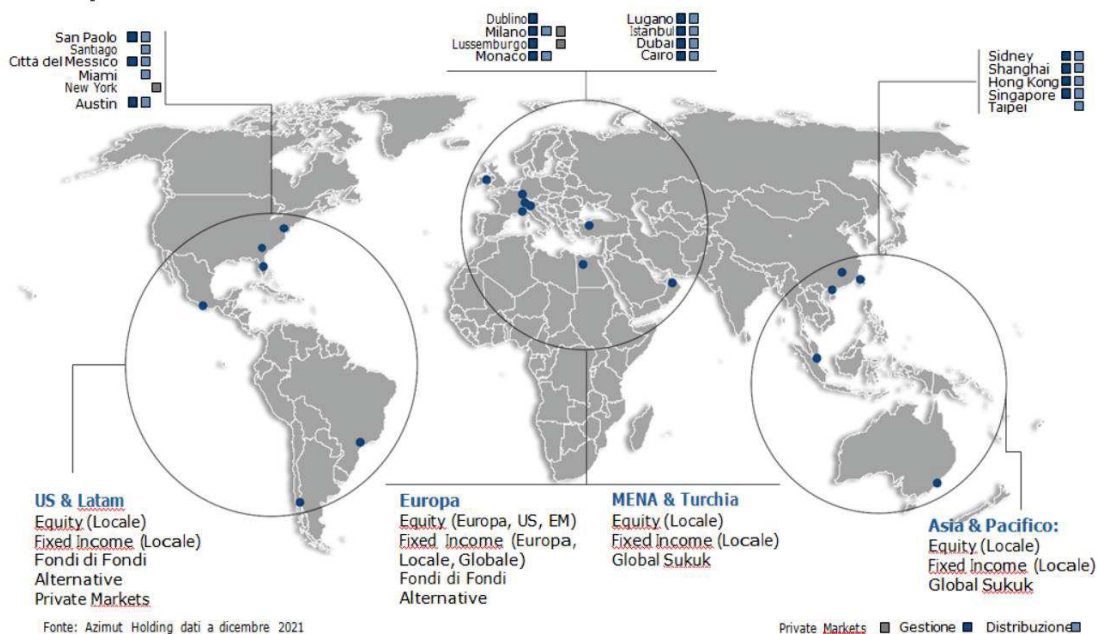 San Paolo
Santiago
Città del Messico
Miami
New York
Austin
Dublino
Milano
Lussemburgo
Monaco
Lugano
Istanbul
Dubai
Cairo
Sidney
Shanghai
Hong Kong
Singapore
Taipei
US & Latam
Equity (Locale)
Fixed Income (Locale)
Fondi di Fondi
Alternative
Private Markets
Europa
Equity (Europa, US, EM)
Fixed Income (Europa,
Locale, Globale)
Fondi di Fondi
Alternative
MENA & Turchia
Equity (Locale)
Fixed Income (Locale)
Global Sukuk
Asia & Pacifico:
Equity (Locale)
Fixed Income (Locale)
Global Sukuk
Fonte: Azimut Holding dati a dicembre 2021
Private Markets Gestione Distribuzione